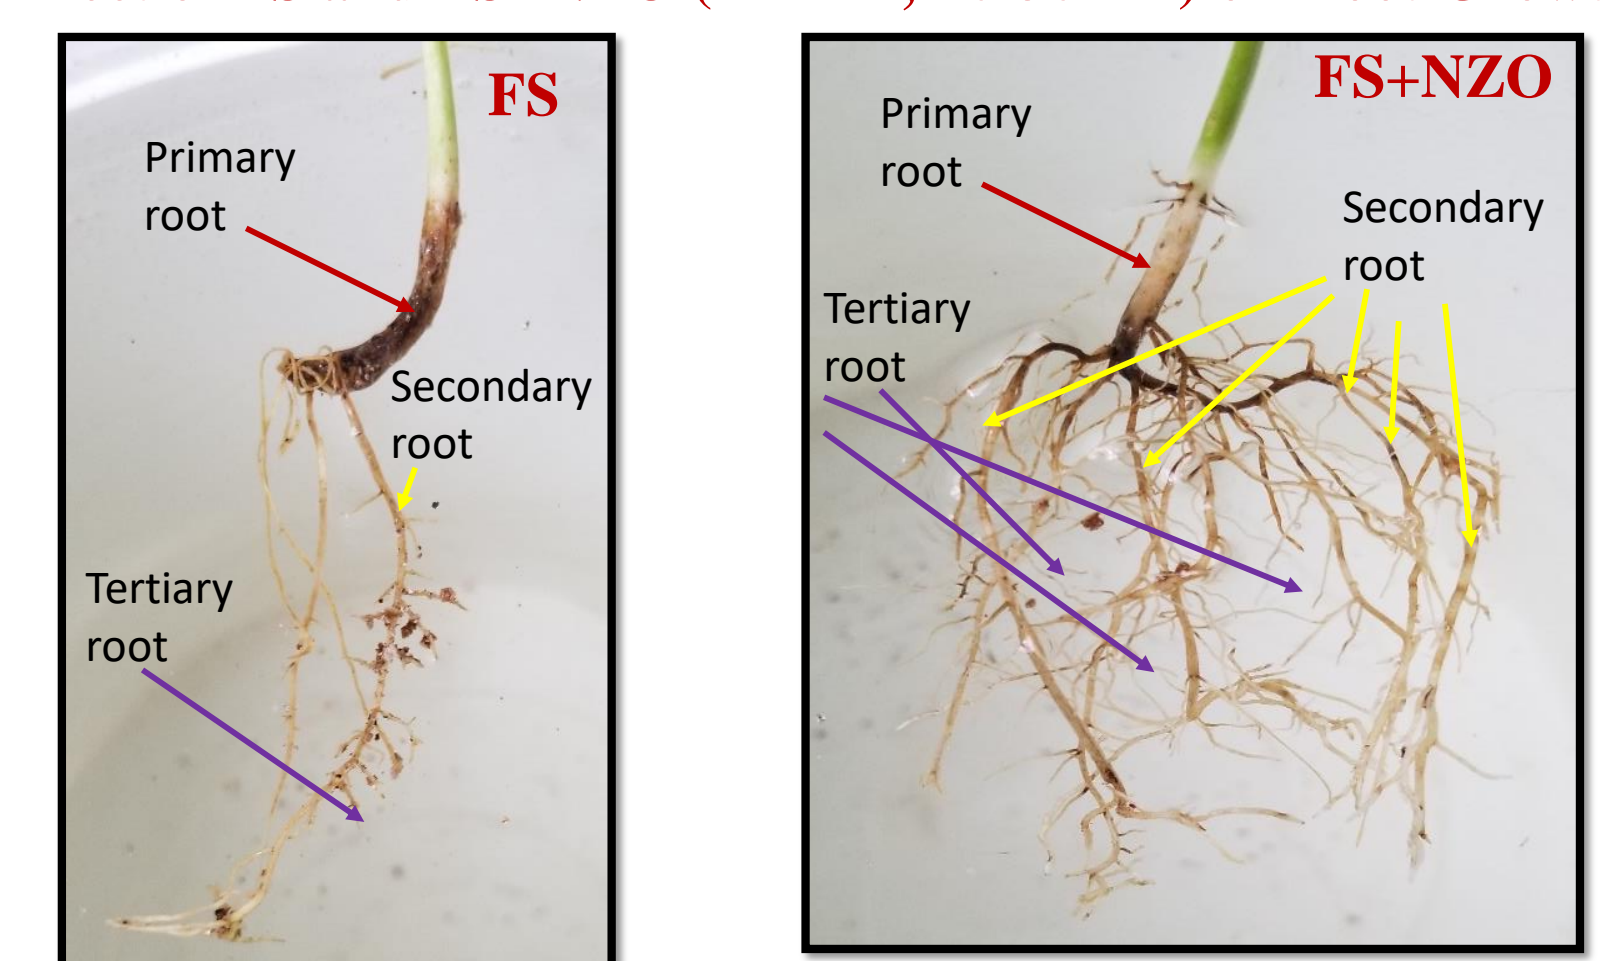 FS
Primary
root
Secondary
root
Tertiary
root
FS+NZO
Primary
root
Secondary
root
Tertiary
root